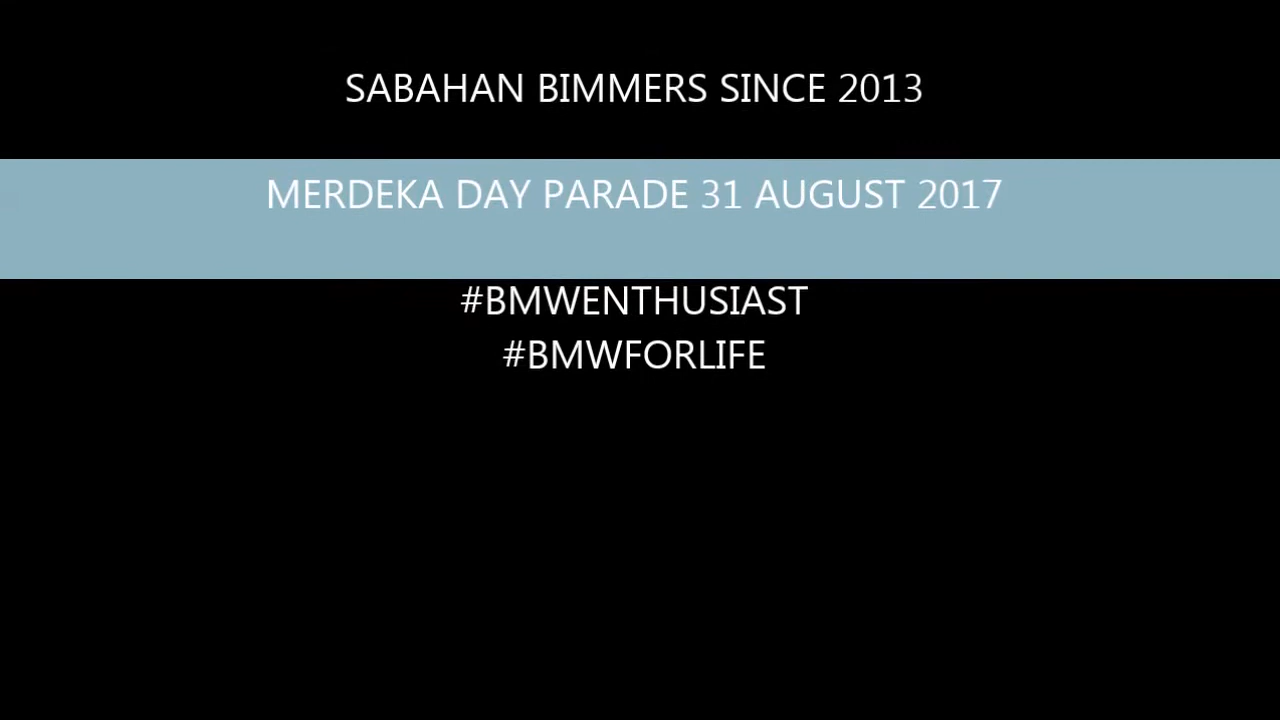 SABAHAN BIMMERS SINCE 2013
MERDEKA DAY PARADE 31 AUGUST 2017
#BMWENTHUSIAST
#BMWFORLIFE